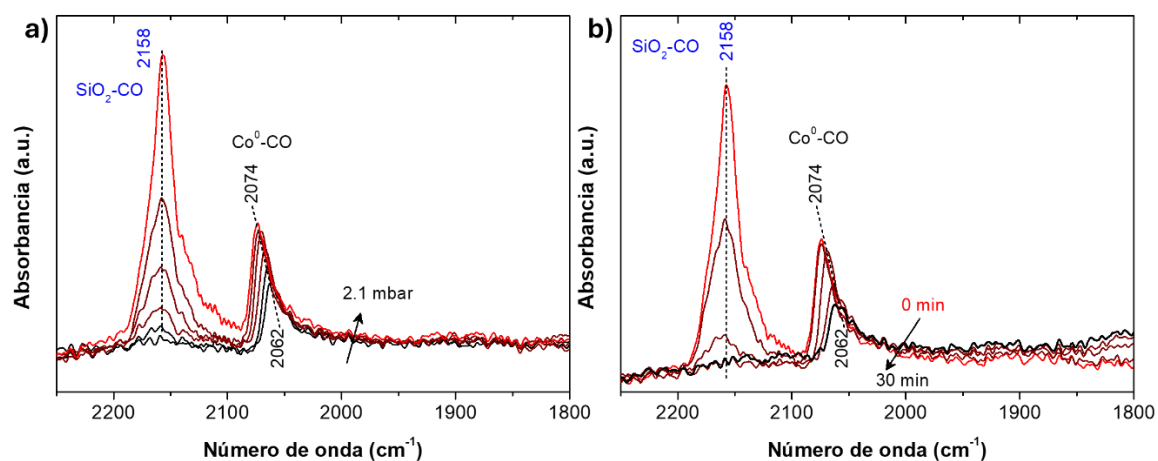 a)
2158
SiO₂-CO
Co⁰-CO
2074
2.1 mbar
2062
Absorbancia (a.u.)
2200
2100
2000
1900
1800
Número de onda (cm⁻¹)
b)
SiO₂-CO
2158
Co⁰-CO
2074
0 min
2062
30 min
Absorbancia (a.u.)
2200
2100
2000
1900
1800
Número de onda (cm⁻¹)